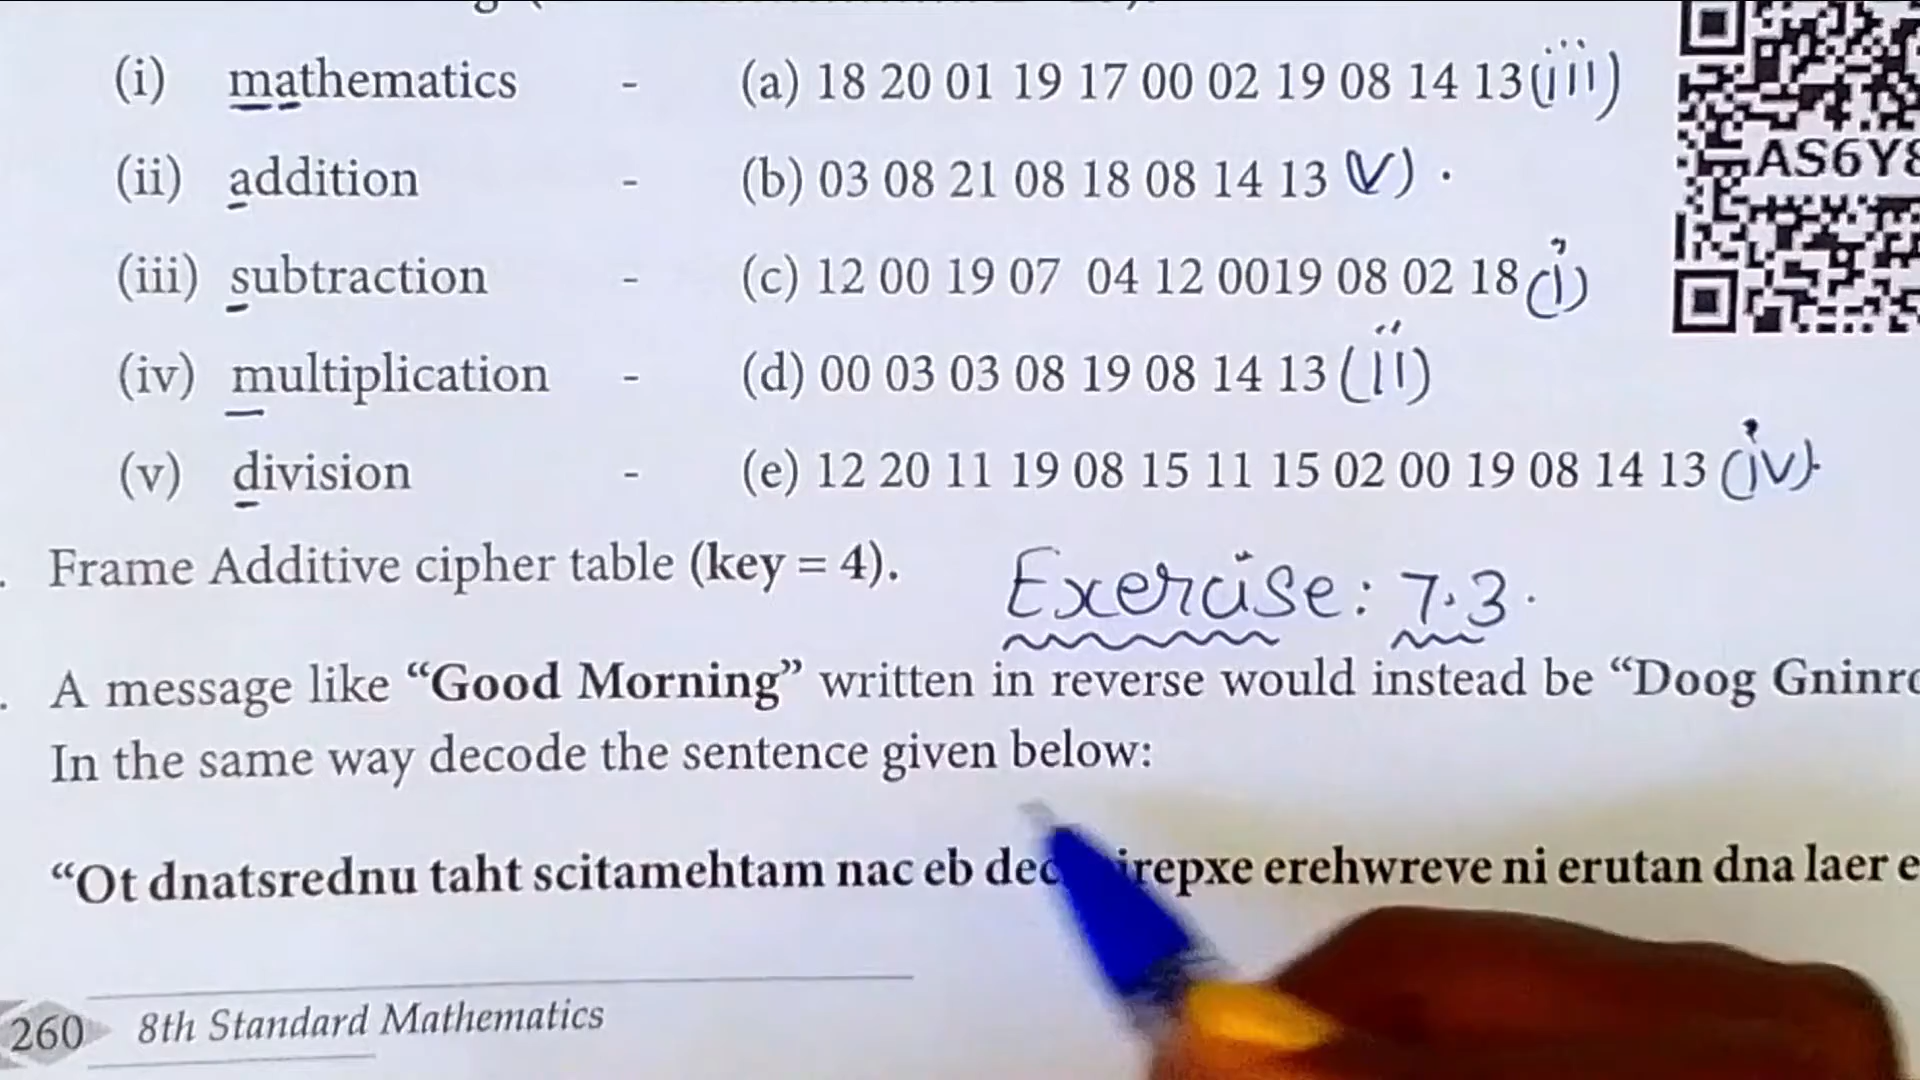 (i) mathematics - (a) 18 20 01 19 17 00 02 19 08 14 13 (iii)
AS6Y8
(ii) addition - (b) 03 08 21 08 18 08 14 13 (v) .
(iii) subtraction - (c) 12 00 19 07 04 12 0019 08 02 18 (i)
(iv) multiplication - (d) 00 03 03 08 19 08 14 13 (ii)
(v) division - (e) 12 20 11 19 08 15 11 15 02 00 19 08 14 13 (iv)
. Frame Additive cipher table (key = 4).
Exercise: 7.3.
. A message like “Good Morning” written in reverse would instead be “Doog Gninro
In the same way decode the sentence given below:
“Ot dnatsrednu taht scitamehtam nac eb erehwreve ni erutan dna laer e
260 8th Standard Mathematics